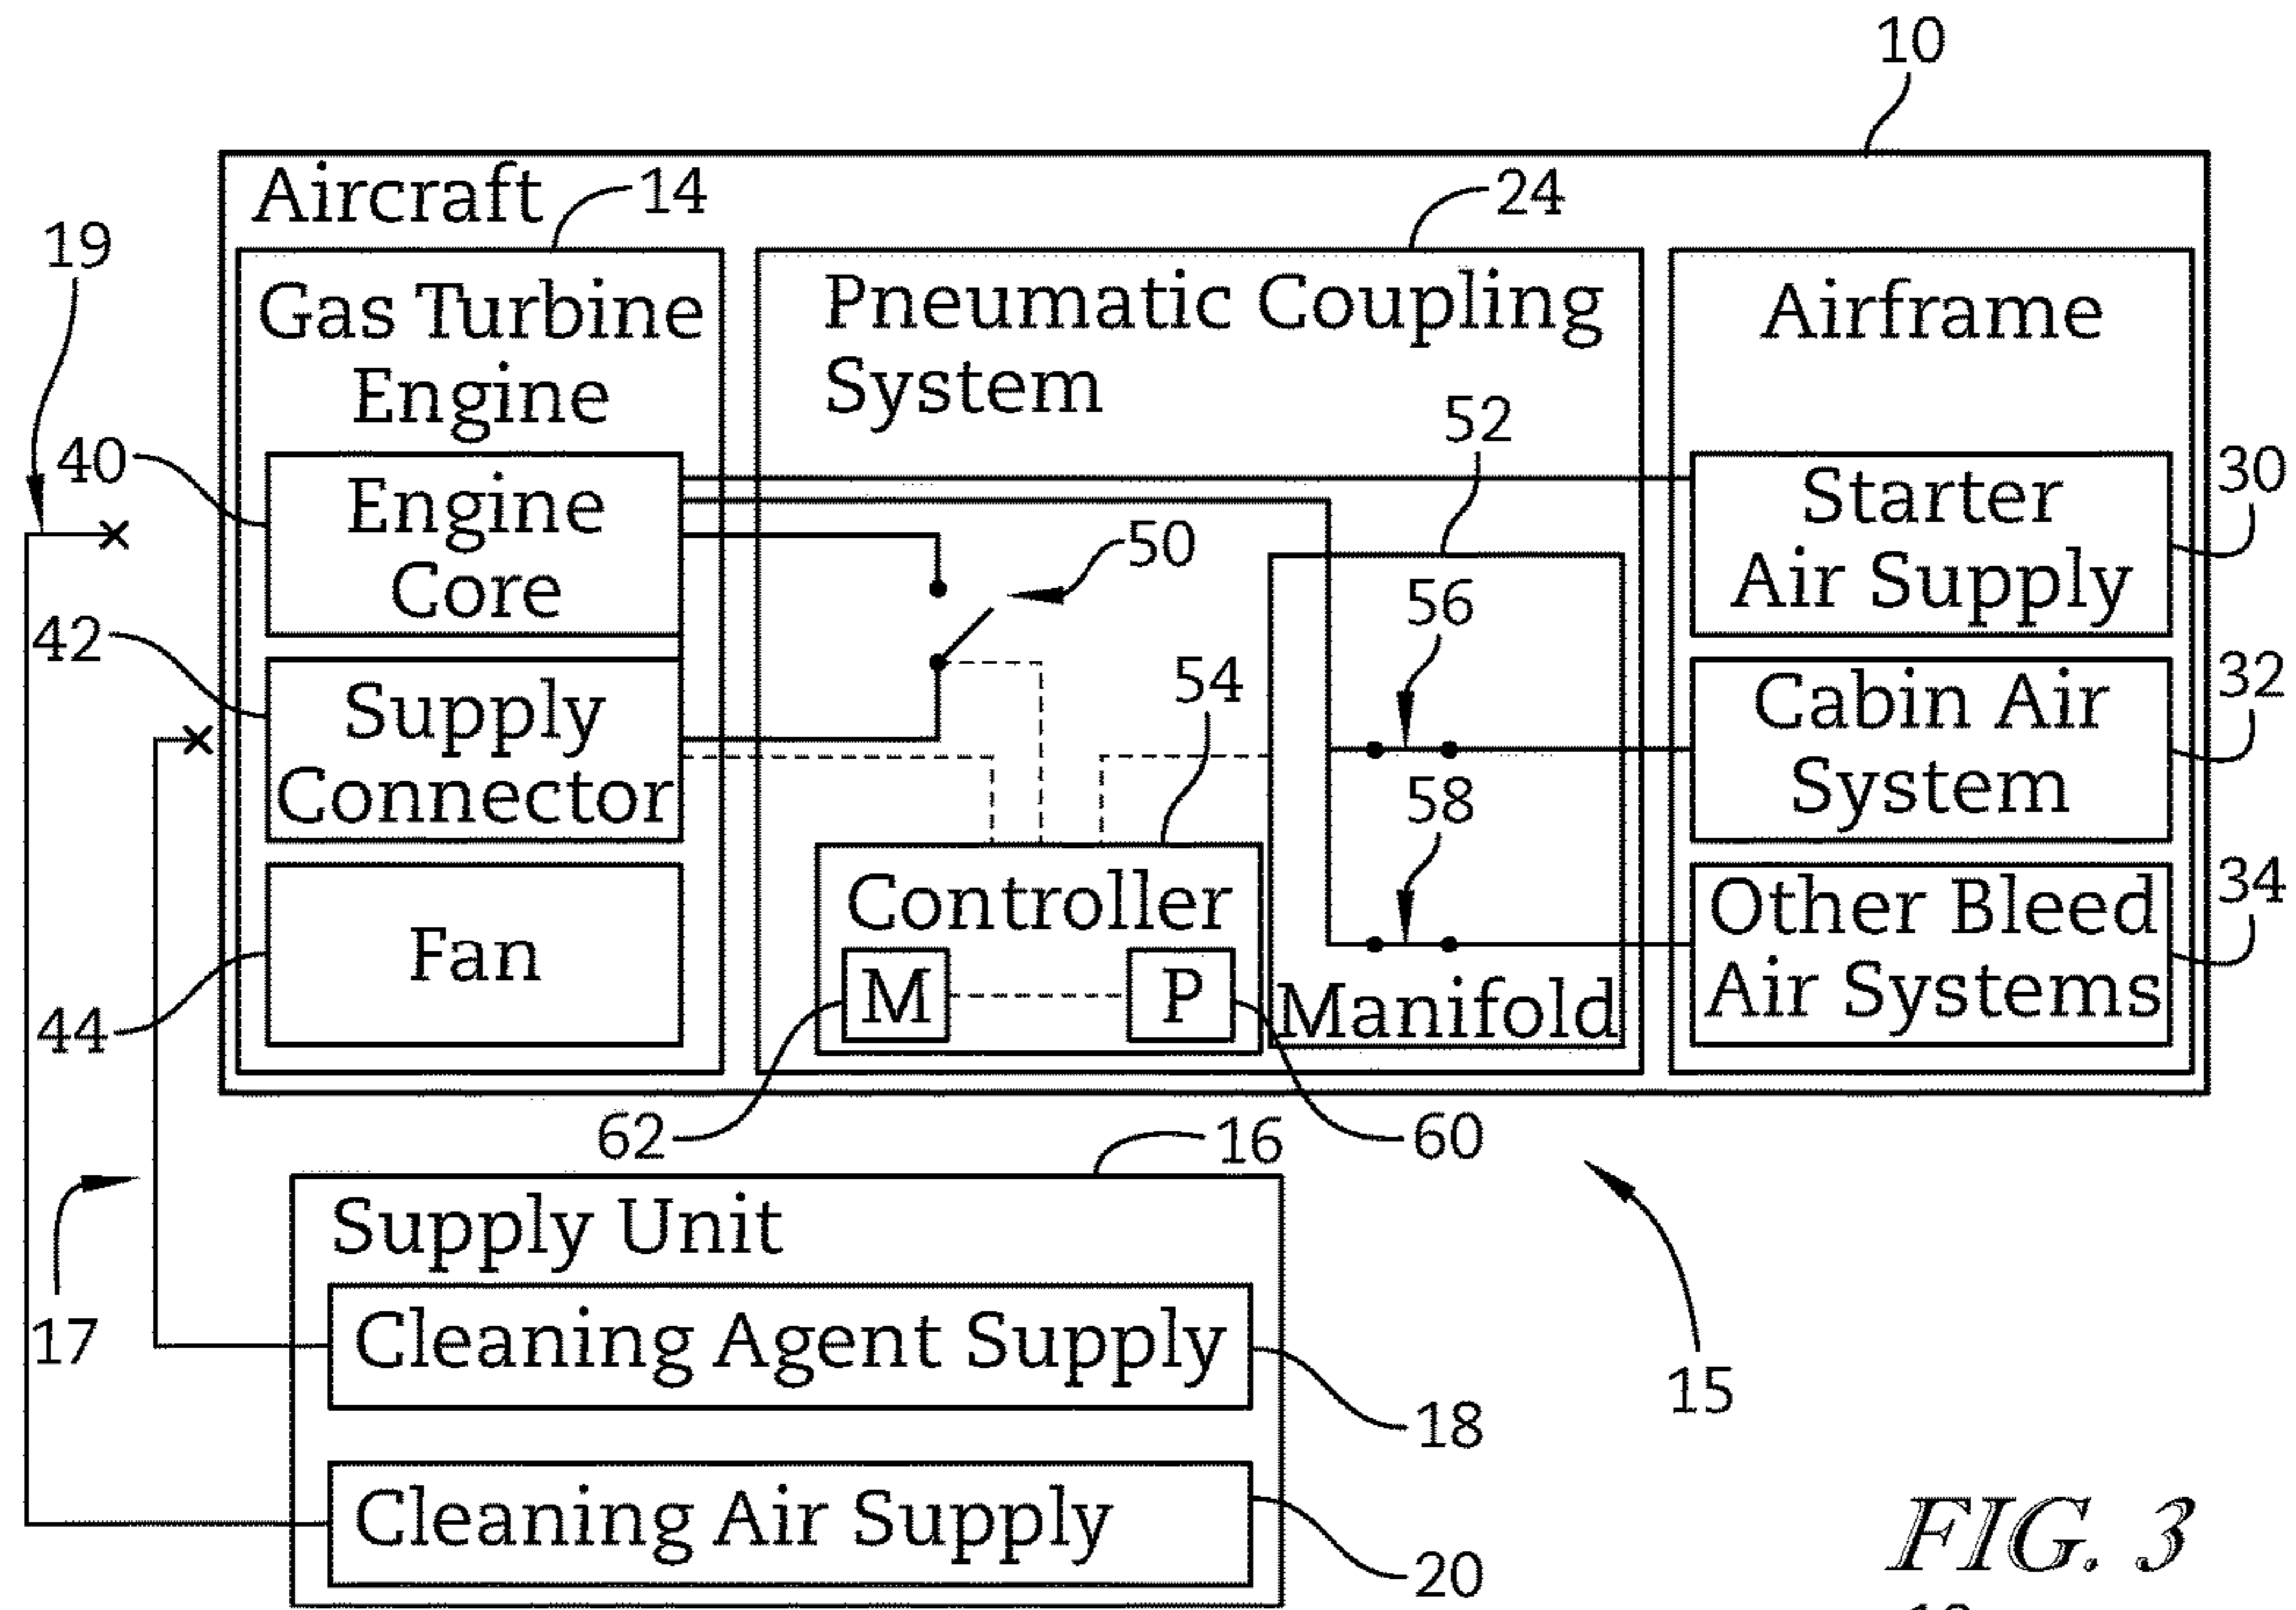 10
Aircraft
14
24
19
Gas Turbine
Engine
Pneumatic Coupling
System
Airframe
52
40
Engine
Core
50
Starter
Air Supply
30
56
42
Supply
Connector
54
Cabin Air
System
32
58
Fan
44
Controller
M
P
Manifold
Other Bleed
Air Systems
34
62
60
16
17
Supply Unit
Cleaning Agent Supply
18
15
Cleaning Air Supply
20
FIG. 3